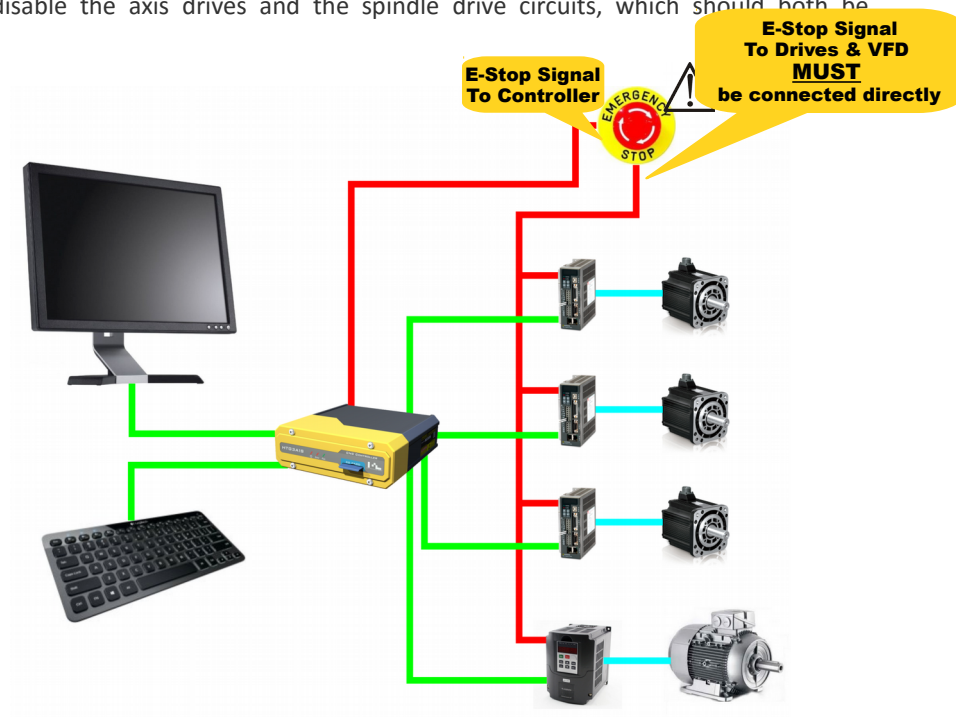 disable the axis drives and the spindle drive circuits, which should both be
E-Stop Signal
To Drives & VFD
MUST
be connected directly
E-Stop Signal
To Controller
EMERGENCY
STOP